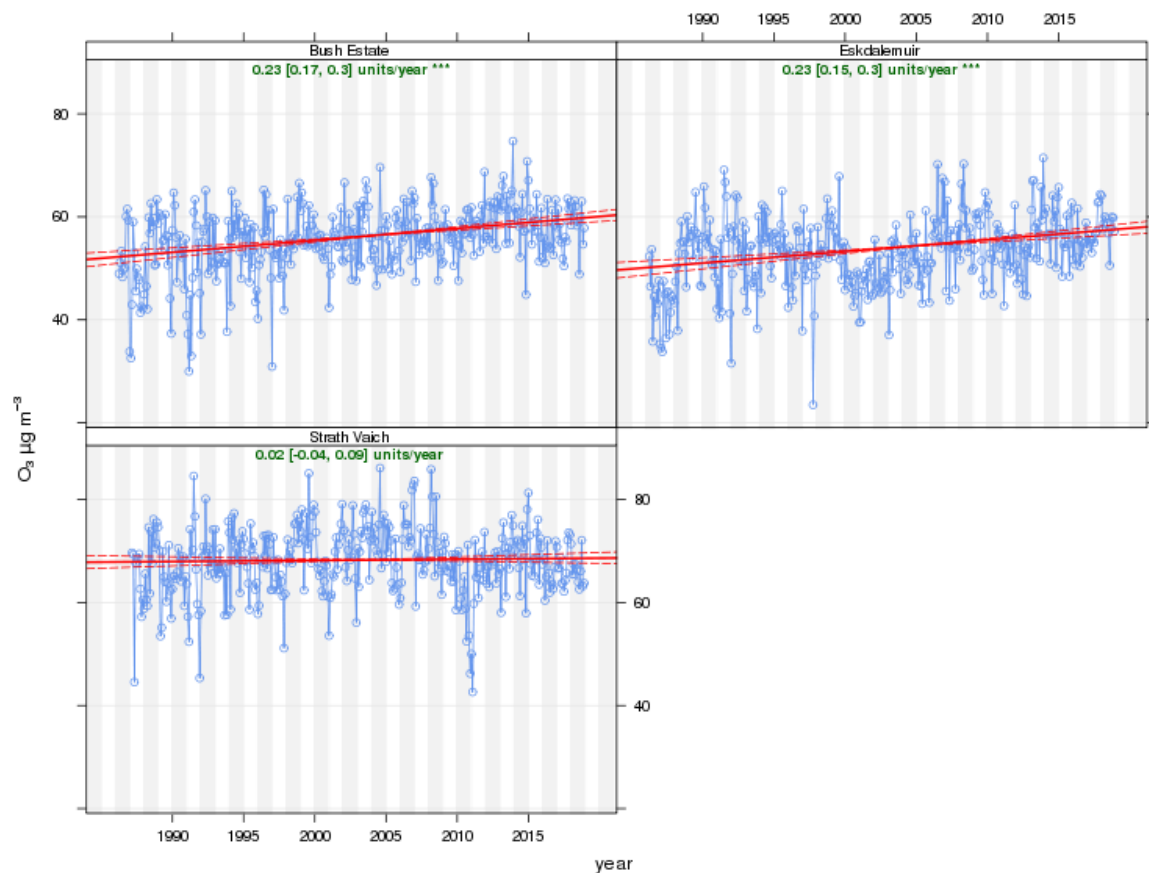 1990 1995 2000 2005 2010 2015
Bush Estate
Eskdalemuir
0.23 [0.17, 0.3] units/year ***
0.23 [0.15, 0.3] units/year ***
80
60
40
O₃ µg m⁻³
Strath Vaich
0.02 [-0.04, 0.09] units/year
80
60
40
1990 1995 2000 2005 2010 2015
year